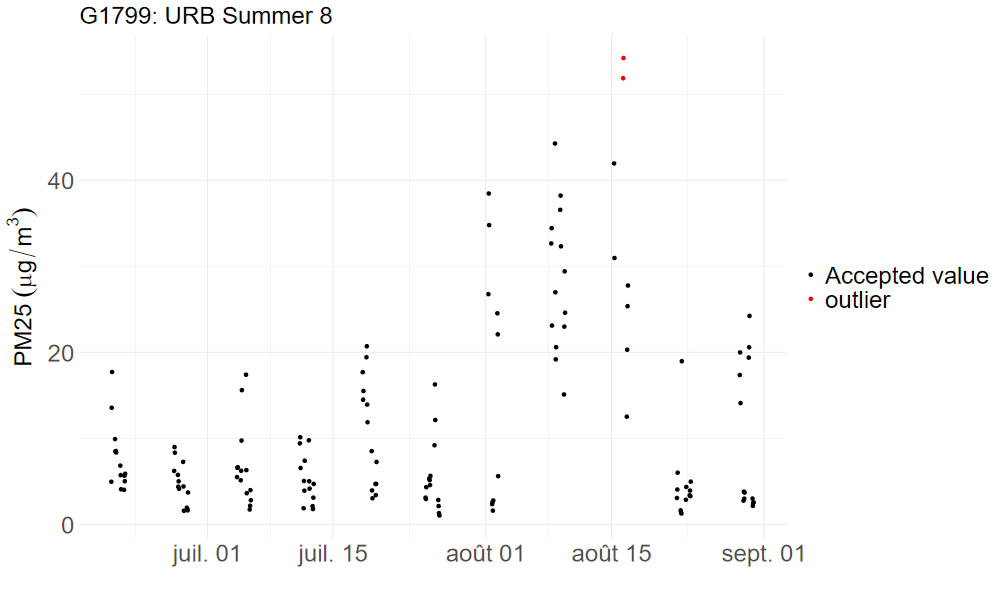 G1799: URB Summer 8
PM25 (μg/m³)
40
20
0
juil. 01 juil. 15 août 01 août 15 sept. 01
Accepted value
outlier